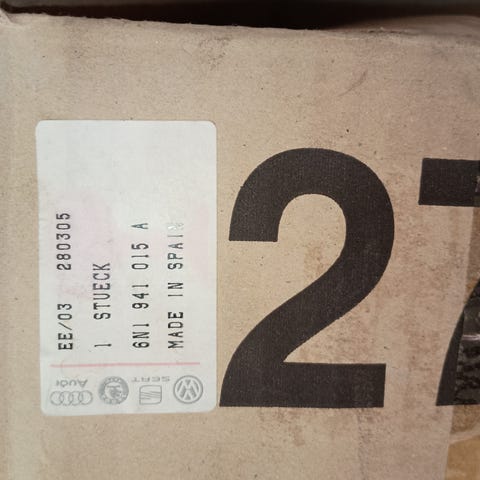 EE/03 280305
1 STUECK
6N1 941 015 A
MADE IN SPAIN
Audi
SEAT
27